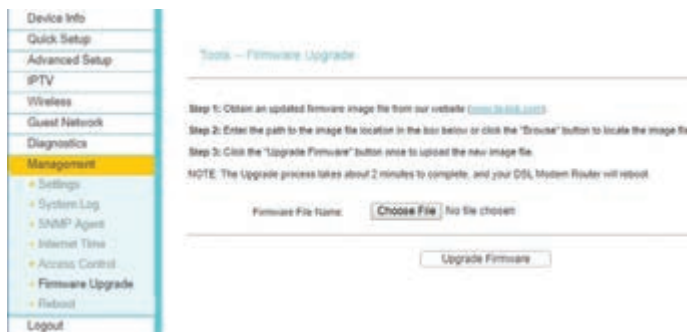 Device Info
Quick Setup
Advanced Setup
IPTV
Wireless
Guest Network
Diagnostics
Management
Settings
System Log
SNMP Agent
Internet Time
Access Control
Firmware Upgrade
Reboot
Logout
Tools -- Firmware Upgrade
Step 1: Obtain an updated firmware image file from our website (www.tp-link.com).
Step 2: Enter the path to the image file location in the box below or click the "Browse" button to locate the image file
Step 3: Click the "Upgrade Firmware" button once to upload the new image file.
NOTE: The Upgrade process takes about 2 minutes to complete, and your DSL Modem Router will reboot.
Firmware File Name: Choose File No file chosen
Upgrade Firmware